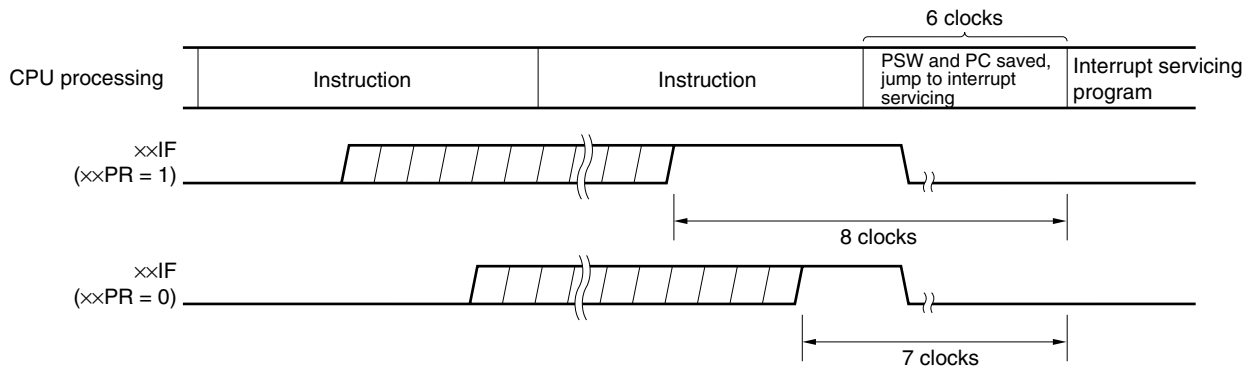 6 clocks
CPU processing
Instruction
Instruction
PSW and PC saved,
jump to interrupt
servicing
Interrupt servicing
program
××IF
(××PR = 1)
8 clocks
××IF
(××PR = 0)
7 clocks